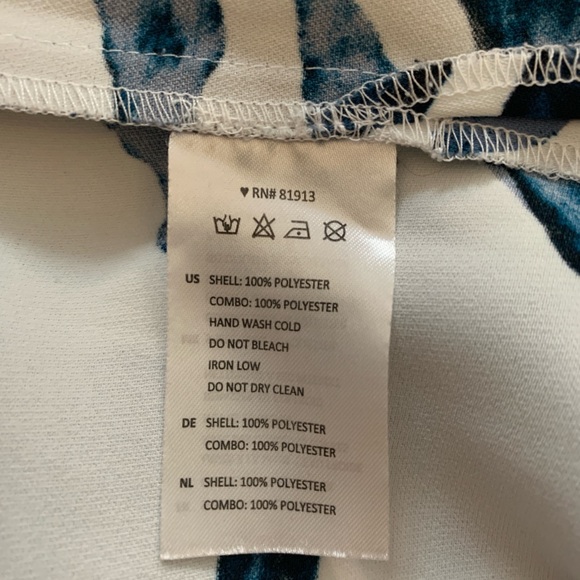 ♥ RN# 81913
US SHELL: 100% POLYESTER
COMBO: 100% POLYESTER
HAND WASH COLD
DO NOT BLEACH
IRON LOW
DO NOT DRY CLEAN
DE SHELL: 100% POLYESTER
COMBO: 100% POLYESTER
NL SHELL: 100% POLYESTER
COMBO: 100% POLYESTER